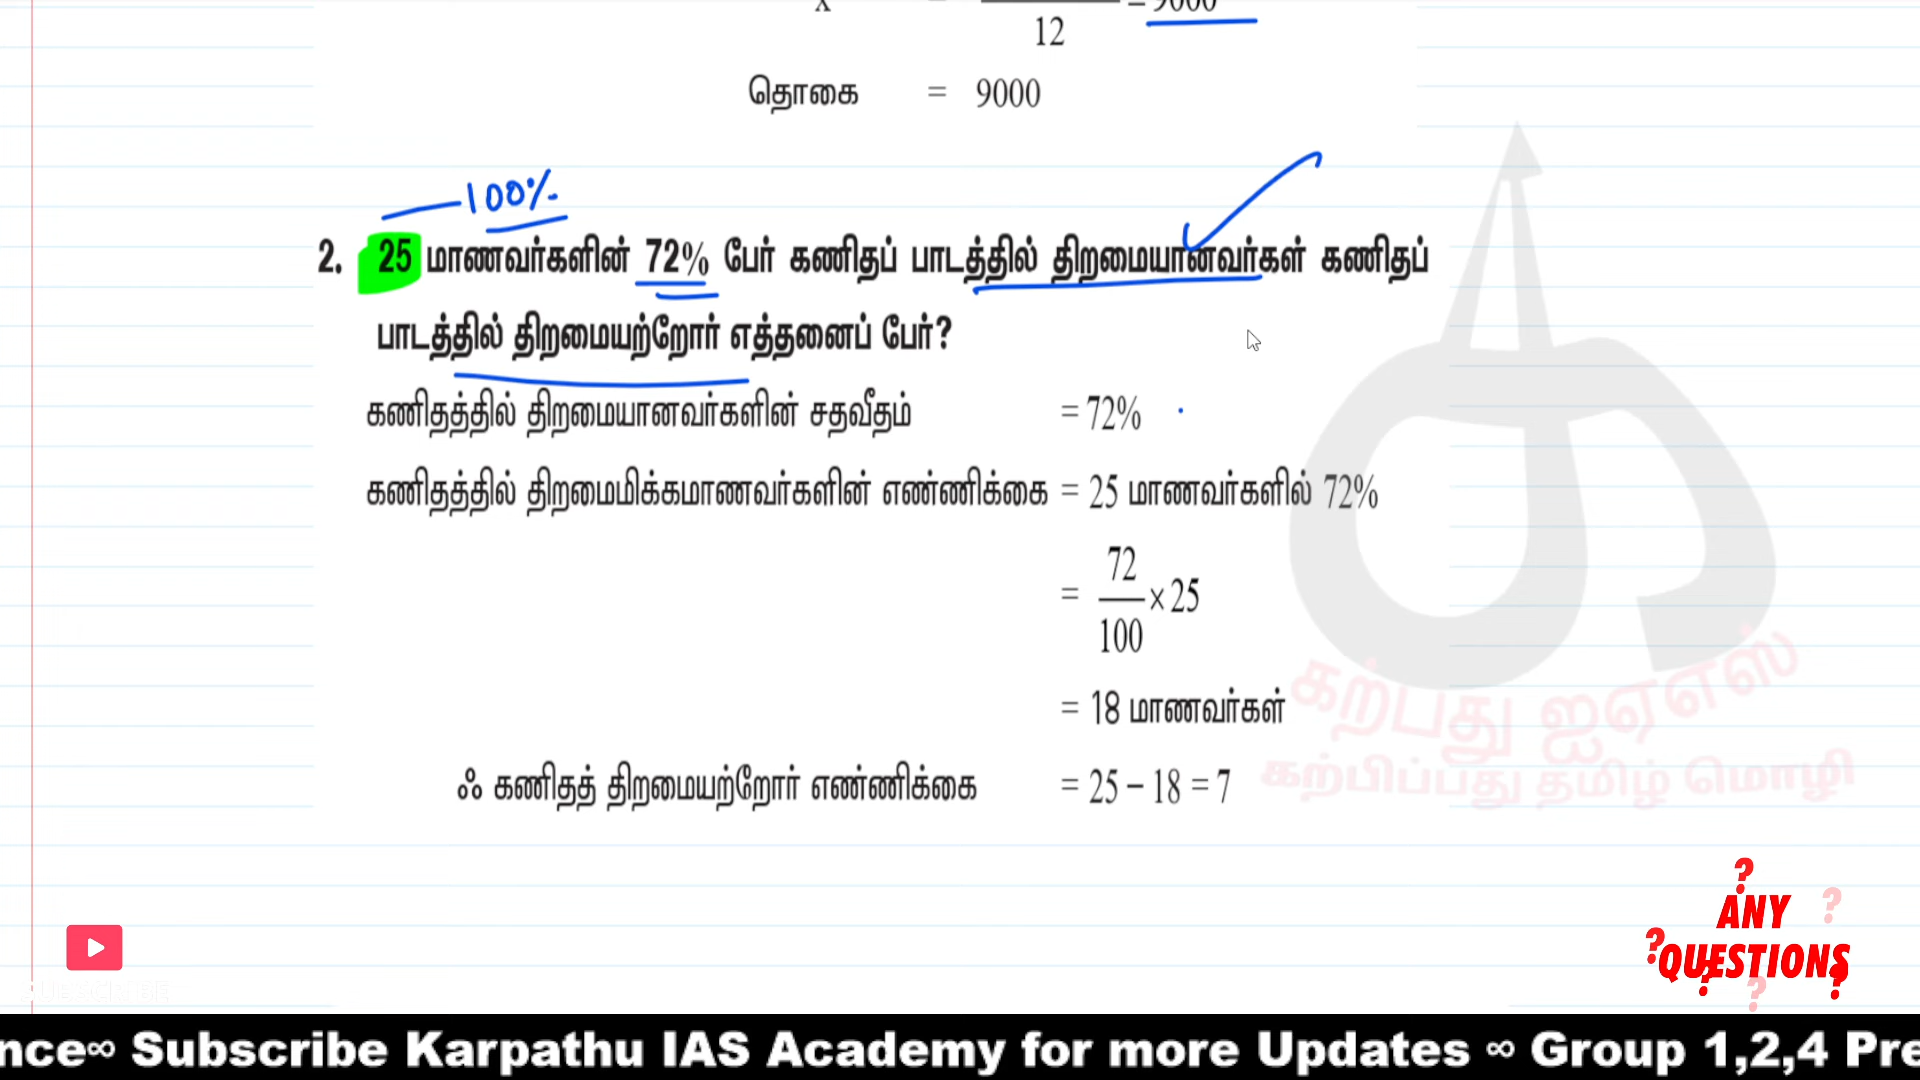 x = = 9000
12
தொகை = 9000
100%
2. 25 மாணவர்களின் 72% பேர் கணிதப் பாடத்தில் திறமையானவர்கள் கணிதப்
பாடத்தில் திறமையற்றோர் எத்தனைப் பேர்?
கணிதத்தில் திறமையானவர்களின் சதவீதம் = 72%
கணிதத்தில் திறமைமிக்கமாணவர்களின் எண்ணிக்கை = 25 மாணவர்களில் 72%
= 72/100 × 25
= 18 மாணவர்கள்
ஃ கணிதத் திறமையற்றோர் எண்ணிக்கை = 25 – 18 = 7
கற்பது ஐஏஎஸ்
கற்பிப்பது தமிழ் மொழி
? ANY ?
? QUESTIONS
SUBSCRIBE
nce∞ Subscribe Karpathu IAS Academy for more Updates ∞ Group 1,2,4 Pre